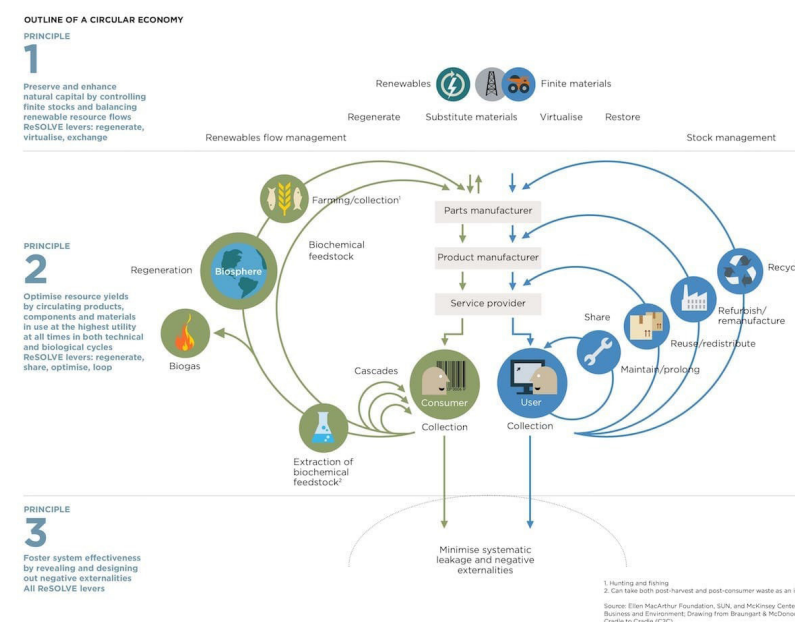 OUTLINE OF A CIRCULAR ECONOMY
PRINCIPLE
1
Preserve and enhance
natural capital by controlling
finite stocks and balancing
renewable resource flows
ReSOLVE levers: regenerate,
virtualise, exchange
Renewables
Finite materials
Regenerate
Substitute materials
Virtualise
Restore
Renewables flow management
Stock management
PRINCIPLE
2
Optimise resource yields
by circulating products,
components and materials
in use at the highest utility
at all times in both technical
and biological cycles
ReSOLVE levers: regenerate,
share, optimise, loop
Farming/collection¹
Biochemical
feedstock
Regeneration
Biosphere
Biogas
Cascades
Extraction of
biochemical
feedstock²
Parts manufacturer
Product manufacturer
Service provider
Consumer
Collection
User
Collection
Share
Maintain/prolong
Reuse/redistribute
Refurbish/
remanufacture
Recyc
PRINCIPLE
3
Foster system effectiveness
by revealing and designing
out negative externalities
All ReSOLVE levers
Minimise systematic
leakage and negative
externalities
1. Hunting and fishing
2. Can take both post-harvest and post-consumer waste as an i
Source: Ellen MacArthur Foundation, SUN, and McKinsey Cente
Business and Environment; Drawing from Braungart & McDono
Cradle to Cradle (C2C)